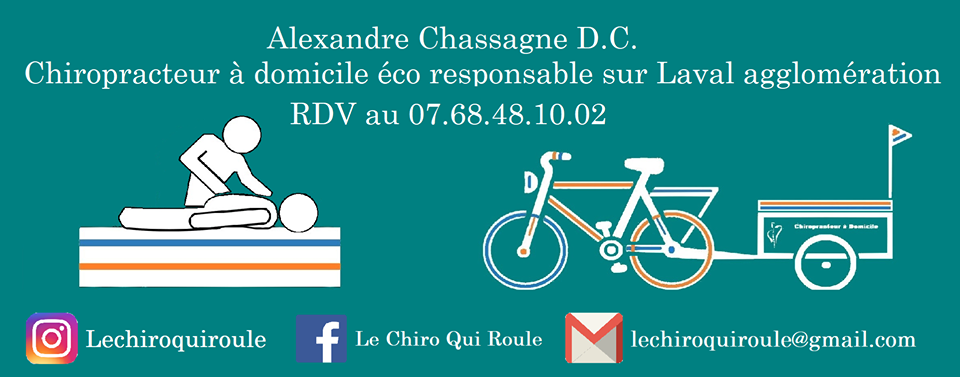 Alexandre Chassagne D.C.
Chiropracteur à domicile éco responsable sur Laval agglomération
RDV au 07.68.48.10.02
Chiropracteur à Domicile
Lechiroquiroule
Le Chiro Qui Roule
lechiroquiroule@gmail.com